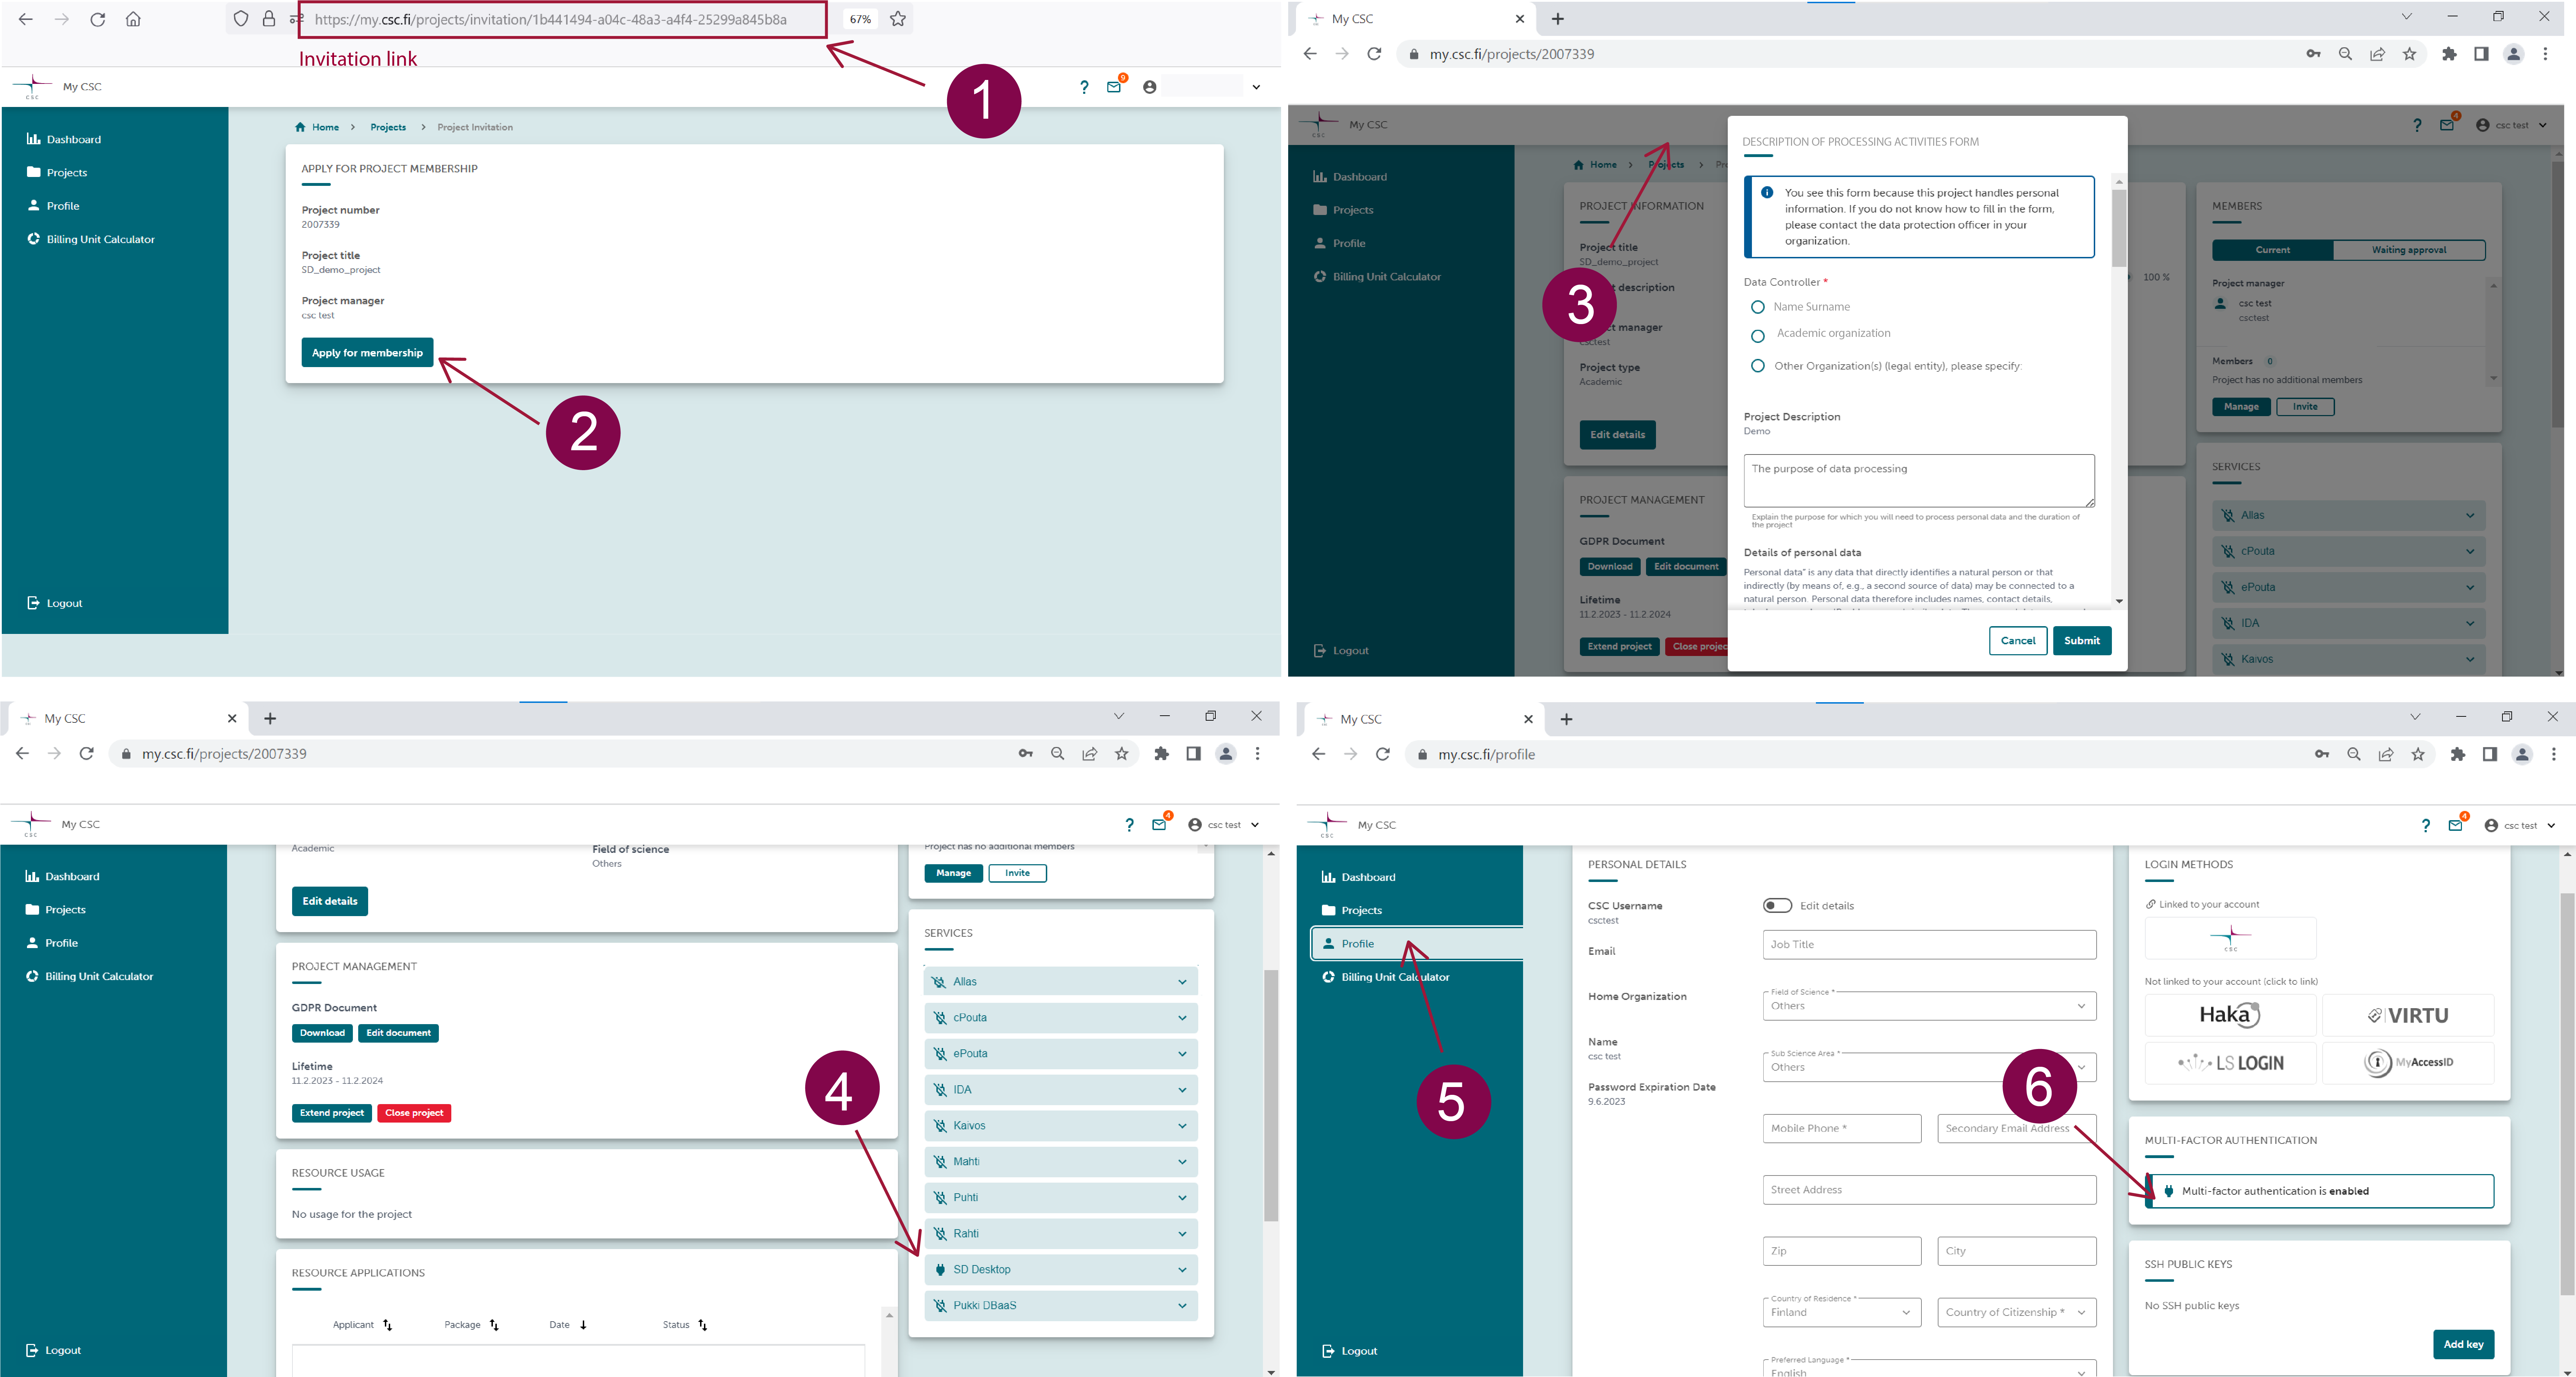 https://my.csc.fi/projects/invitation/1b441494-a04c-48a3-a4f4-25299a845b8a
67%
Invitation link
1
CSC
My CSC
?
9
Dashboard
Projects
Profile
Billing Unit Calculator
Logout
Home > Projects > Project Invitation
APPLY FOR PROJECT MEMBERSHIP
Project number
2007339
Project title
SD_demo_project
Project manager
csc test
Apply for membership
2
My CSC
my.csc.fi/projects/2007339
CSC
My CSC
?
4
csc test
Dashboard
Projects
Profile
Billing Unit Calculator
Logout
Home > Projects >
PROJECT INFORMATION
Project title
SD_demo_project
3
description
manager
csctest
Project type
Academic
Edit details
PROJECT MANAGEMENT
GDPR Document
Download
Edit document
Lifetime
11.2.2023 - 11.2.2024
Extend project
Close projec
DESCRIPTION OF PROCESSING ACTIVITIES FORM
You see this form because this project handles personal
information. If you do not know how to fill in the form,
please contact the data protection officer in your
organization.
Data Controller *
Name Surname
Academic organization
Other Organization(s) (legal entity), please specify:
Project Description
Demo
The purpose of data processing
Explain the purpose for which you will need to process personal data and the duration of
the project
Details of personal data
Personal data" is any data that directly identifies a natural person or that
indirectly (by means of, e.g., a second source of data) may be connected to a
natural person. Personal data therefore includes names, contact details,
Cancel
Submit
100 %
MEMBERS
Current
Waiting approval
Project manager
csc test
csctest
Members 0
Project has no additional members
Manage
Invite
SERVICES
Allas
cPouta
ePouta
IDA
Kaivos
My CSC
my.csc.fi/projects/2007339
CSC
My CSC
?
4
csc test
Dashboard
Projects
Profile
Billing Unit Calculator
Logout
Academic
Field of science
Others
Edit details
PROJECT MANAGEMENT
GDPR Document
Download
Edit document
Lifetime
11.2.2023 - 11.2.2024
Extend project
Close project
RESOURCE USAGE
No usage for the project
RESOURCE APPLICATIONS
Applicant
Package
Date
Status
Project has no additional members
Manage
Invite
SERVICES
Allas
cPouta
ePouta
IDA
Kaivos
Mahti
Puhti
Rahti
SD Desktop
Pukki DBaaS
4
My CSC
my.csc.fi/profile
CSC
My CSC
?
4
csc test
Dashboard
Projects
Profile
Billing Unit Calculator
Logout
5
PERSONAL DETAILS
CSC Username
csctest
Email
Home Organization
Name
csc test
Password Expiration Date
9.6.2023
Edit details
Job Title
Field of Science *
Others
Sub Science Area *
Others
Mobile Phone *
Secondary Email Address
Street Address
Zip
City
Country of Residence *
Finland
Country of Citizenship *
Preferred Language *
English
6
LOGIN METHODS
Linked to your account
CSC
Not linked to your account (click to link)
Haka
VIRTU
LS LOGIN
MyAccessID
MULTI-FACTOR AUTHENTICATION
Multi-factor authentication is enabled
SSH PUBLIC KEYS
No SSH public keys
Add key